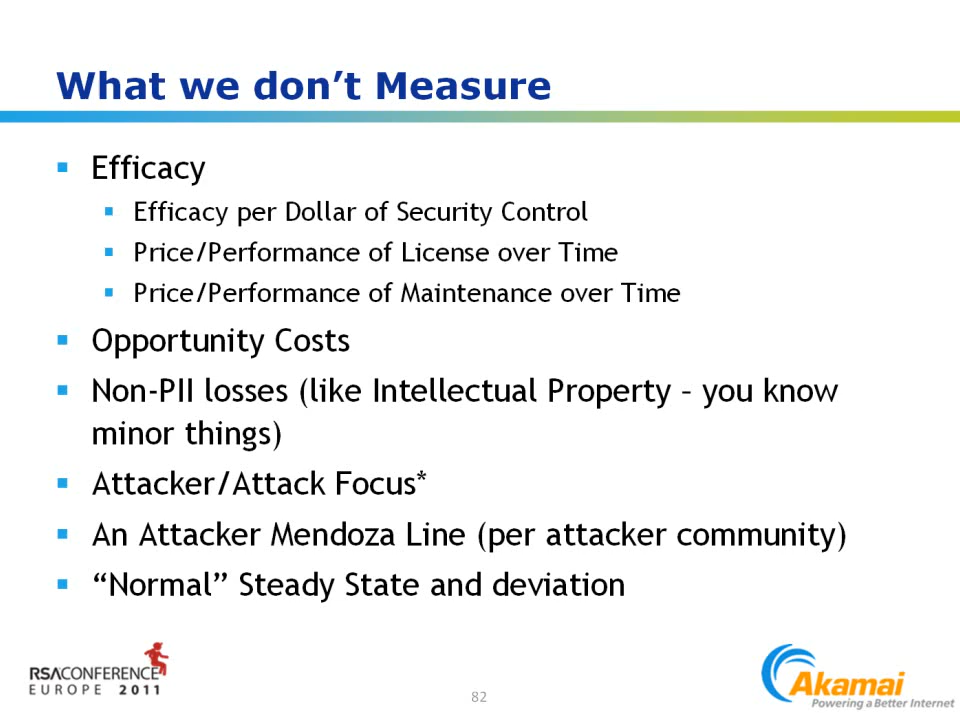 What we don’t Measure
Efficacy
Efficacy per Dollar of Security Control
Price/Performance of License over Time
Price/Performance of Maintenance over Time
Opportunity Costs
Non-PII losses (like Intellectual Property – you know
minor things)
Attacker/Attack Focus*
An Attacker Mendoza Line (per attacker community)
“Normal” Steady State and deviation
RSACONFERENCE
EUROPE 2011
82
Akamai
Powering a Better Internet